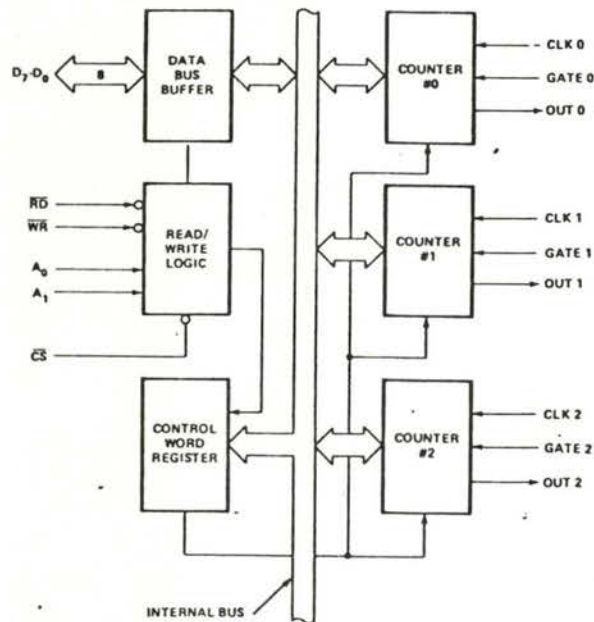 D7-D0
8
DATA
BUS
BUFFER
COUNTER
#0
CLK 0
GATE 0
OUT 0
RD
WR
A0
A1
CS
READ/
WRITE
LOGIC
COUNTER
#1
CLK 1
GATE 1
OUT 1
CONTROL
WORD
REGISTER
COUNTER
#2
CLK 2
GATE 2
OUT 2
INTERNAL BUS